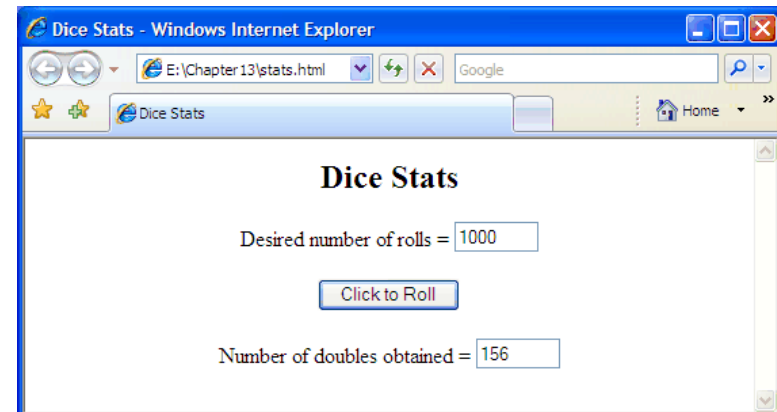 Dice Stats - Windows Internet Explorer
E:\Chapter13\stats.html
Google
Dice Stats
Home
»
Dice Stats
Desired number of rolls = 1000
Click to Roll
Number of doubles obtained = 156